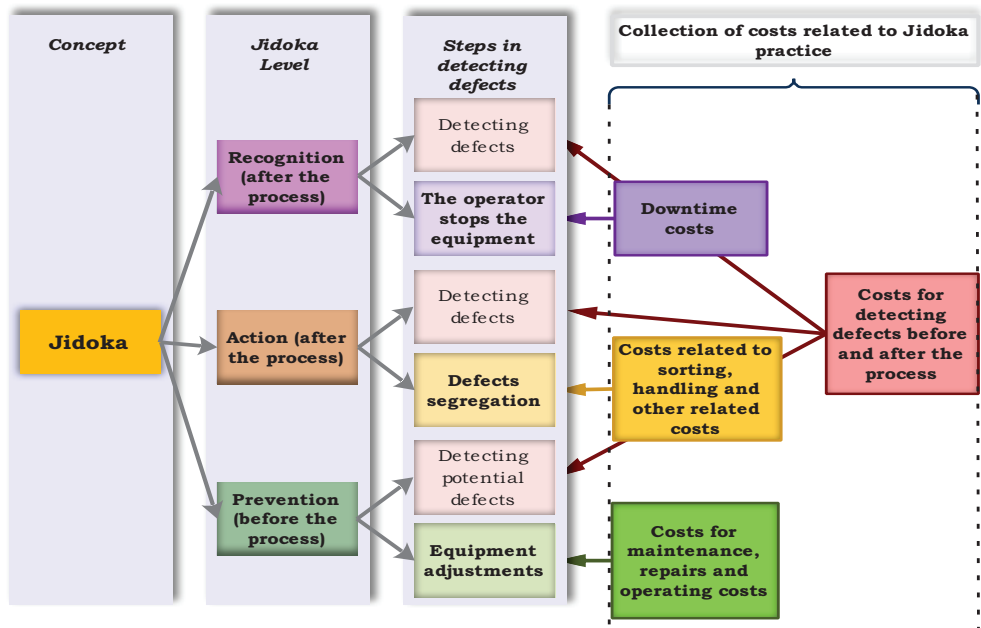 Concept
Jidoka
Jidoka
Level
Recognition
(after the
process)
Action (after
the process)
Prevention
(before the
process)
Steps in
detecting
defects
Detecting
defects
The operator
stops the
equipment
Detecting
defects
Defects
segregation
Detecting
potential
defects
Equipment
adjustments
Collection of costs related to Jidoka
practice
Downtime
costs
Costs related to
sorting,
handling and
other related
costs
Costs for
maintenance,
repairs and
operating costs
Costs for
detecting
defects before
and after the
process